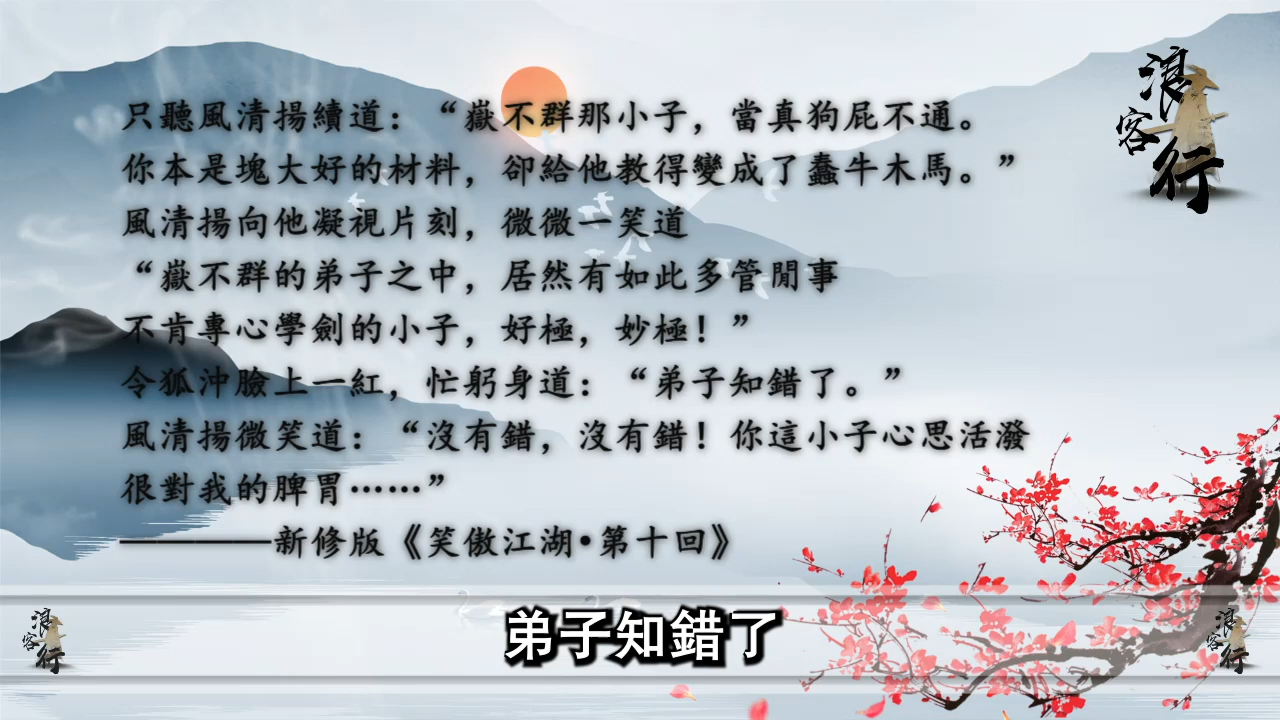 只聽風清揚續道：“嶽不群那小子，當真狗屁不通。
你本是塊大好的材料，卻給他教得變成了蠢牛木馬。”
風清揚向他凝視片刻，微微一笑道
“嶽不群的弟子之中，居然有如此多管閒事
不肯專心學劍的小子，好極，妙極！”
令狐沖臉上一紅，忙躬身道：“弟子知錯了。”
風清揚微笑道：“沒有錯，沒有錯！你這小子心思活潑
很對我的脾胃……”
————新修版《笑傲江湖•第十回》
浪客行
弟子知錯了
浪客行
浪客行